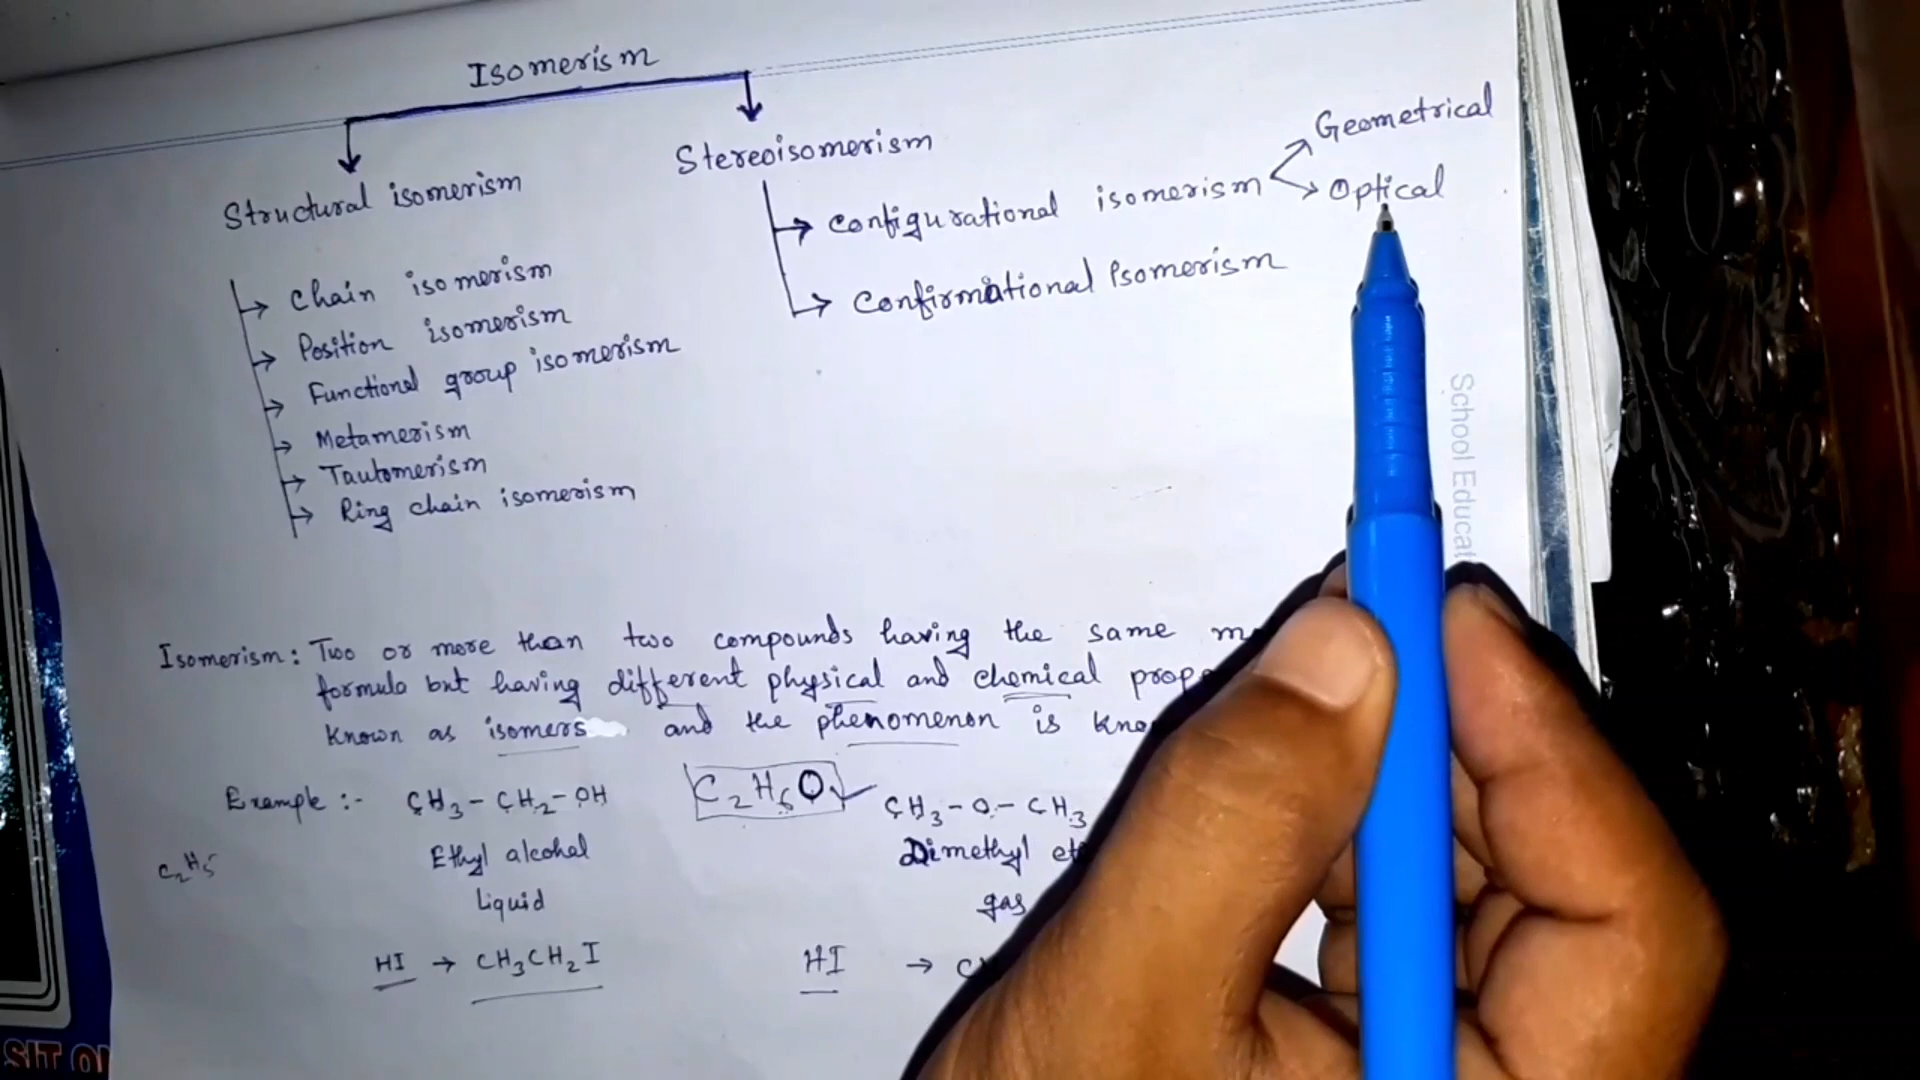 Isomerism
Structural isomerism
Chain isomerism
Position isomerism
Functional group isomerism
Metamerism
Tautomerism
Ring chain isomerism
Stereoisomerism
Configurational isomerism
Geometrical
Optical
Confirmational Isomerism
Isomerism: Two or more than two compounds having the same
formula but having different physical and chemical
known as isomers and the phenomenon is
Example :- CH3 - CH2 - OH
C2H6O
CH3 - O - CH3
Ethyl alcohol
Dimethyl
C2H5
Liquid
gas
HI → CH3CH2I
HI →
School
SIT